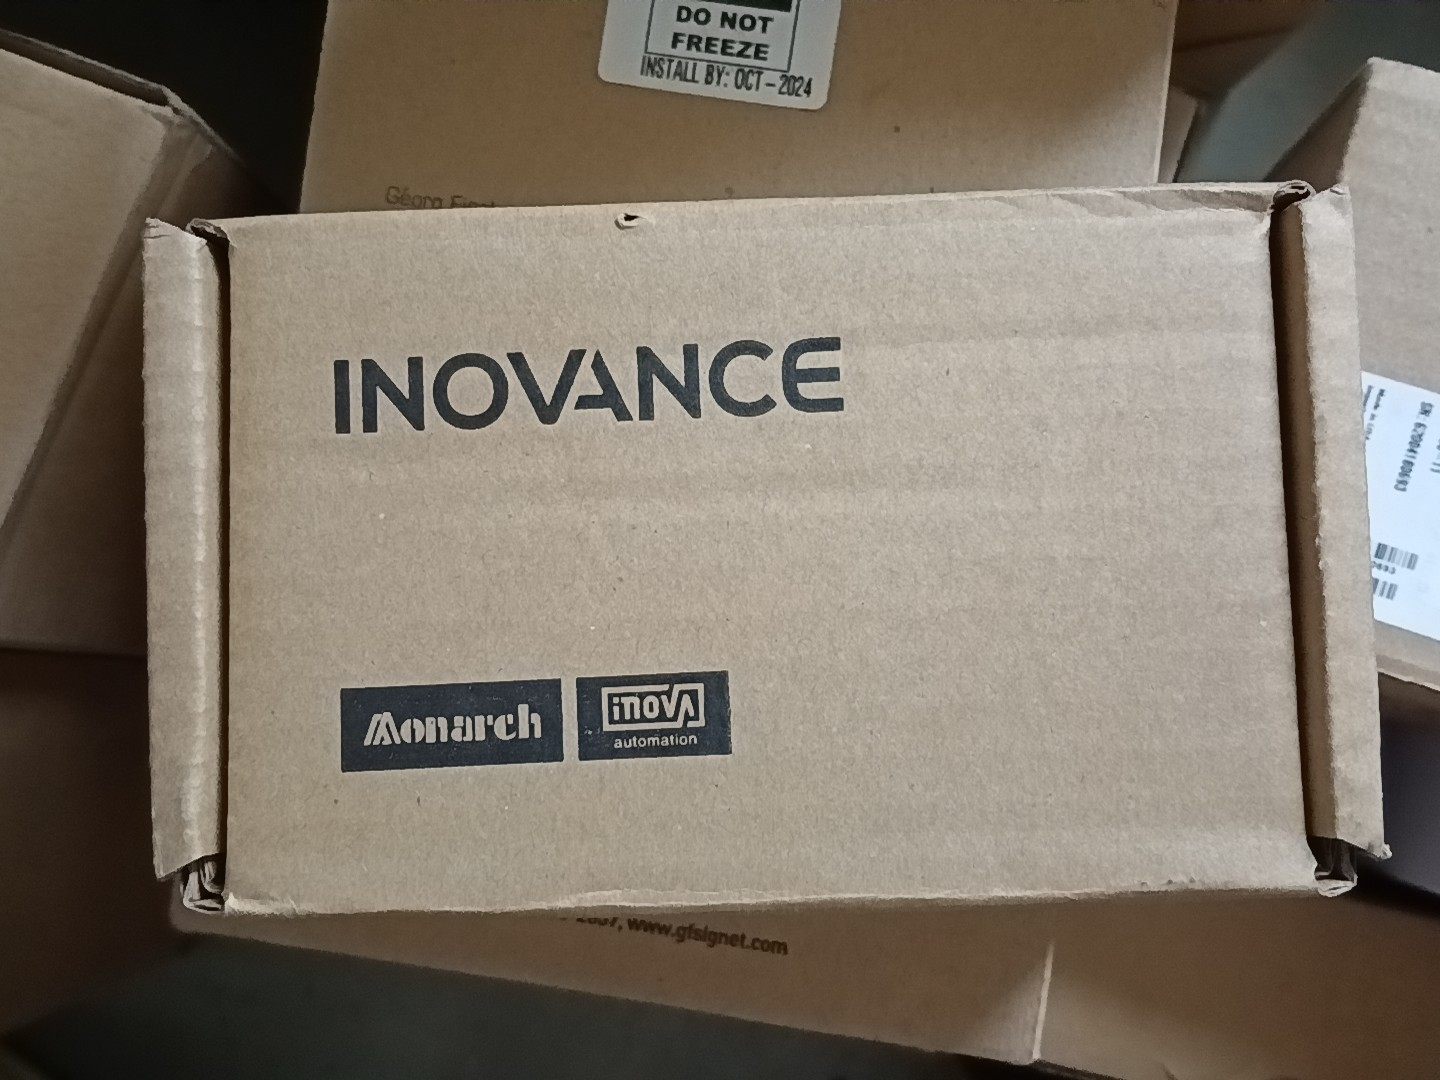 DO NOT
FREEZE
INSTALL BY: OCT-2024
INOVANCE
Monarch
inova
automation
www.gfsignet.com